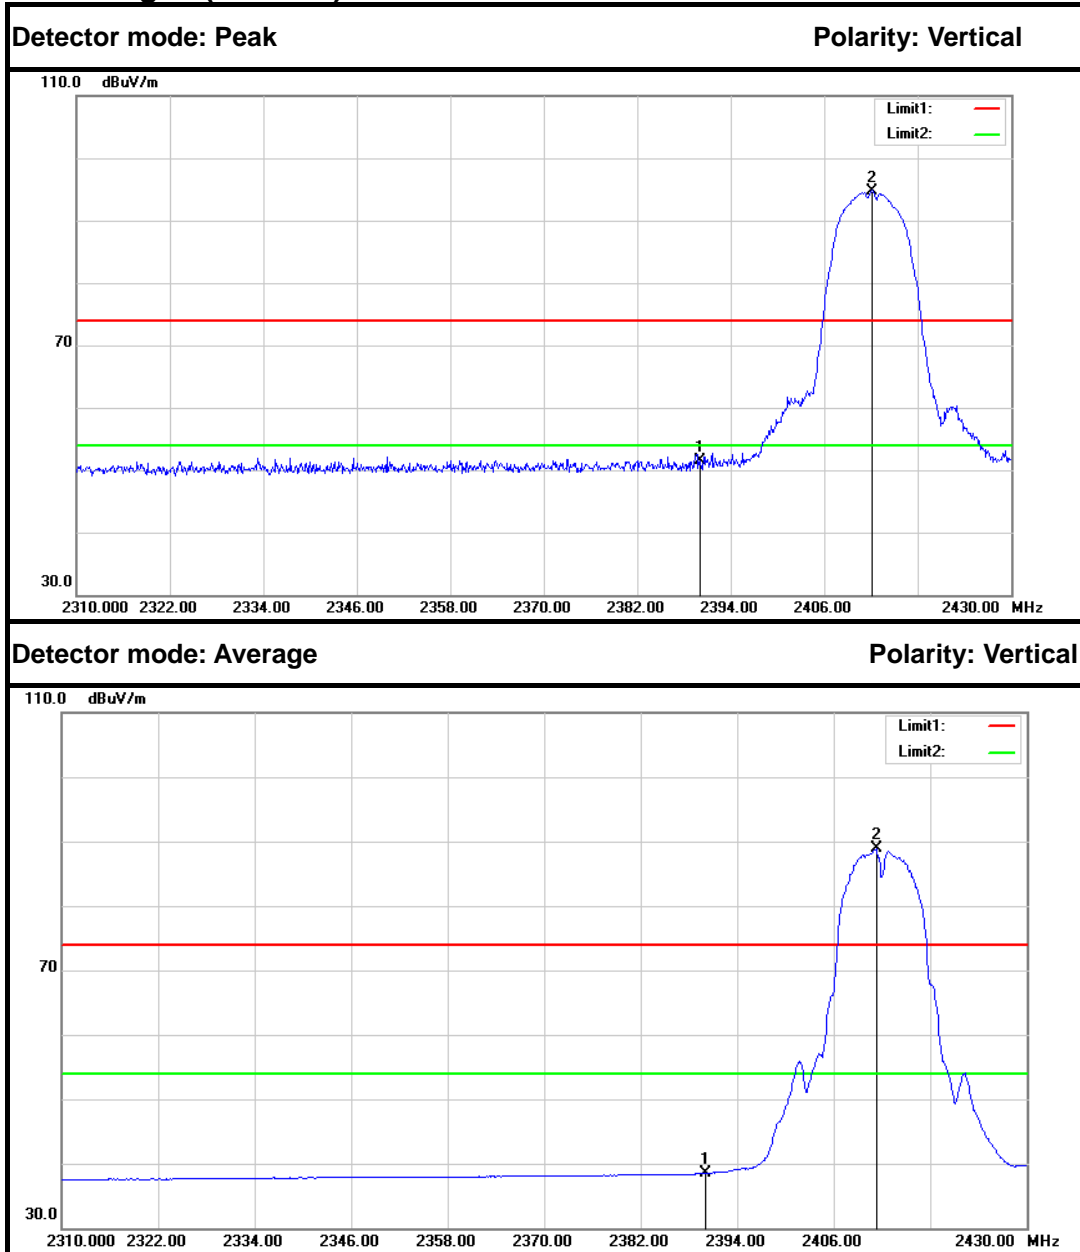 Detector mode: Peak Polarity: Vertical
110.0 dBuV/m
Limit1:
Limit2:
2
70
1
30.0
2310.000 2322.00 2334.00 2346.00 2358.00 2370.00 2382.00 2394.00 2406.00 2430.00 MHz
Detector mode: Average Polarity: Vertical
110.0 dBuV/m
Limit1:
Limit2:
2
70
1
30.0
2310.000 2322.00 2334.00 2346.00 2358.00 2370.00 2382.00 2394.00 2406.00 2430.00 MHz